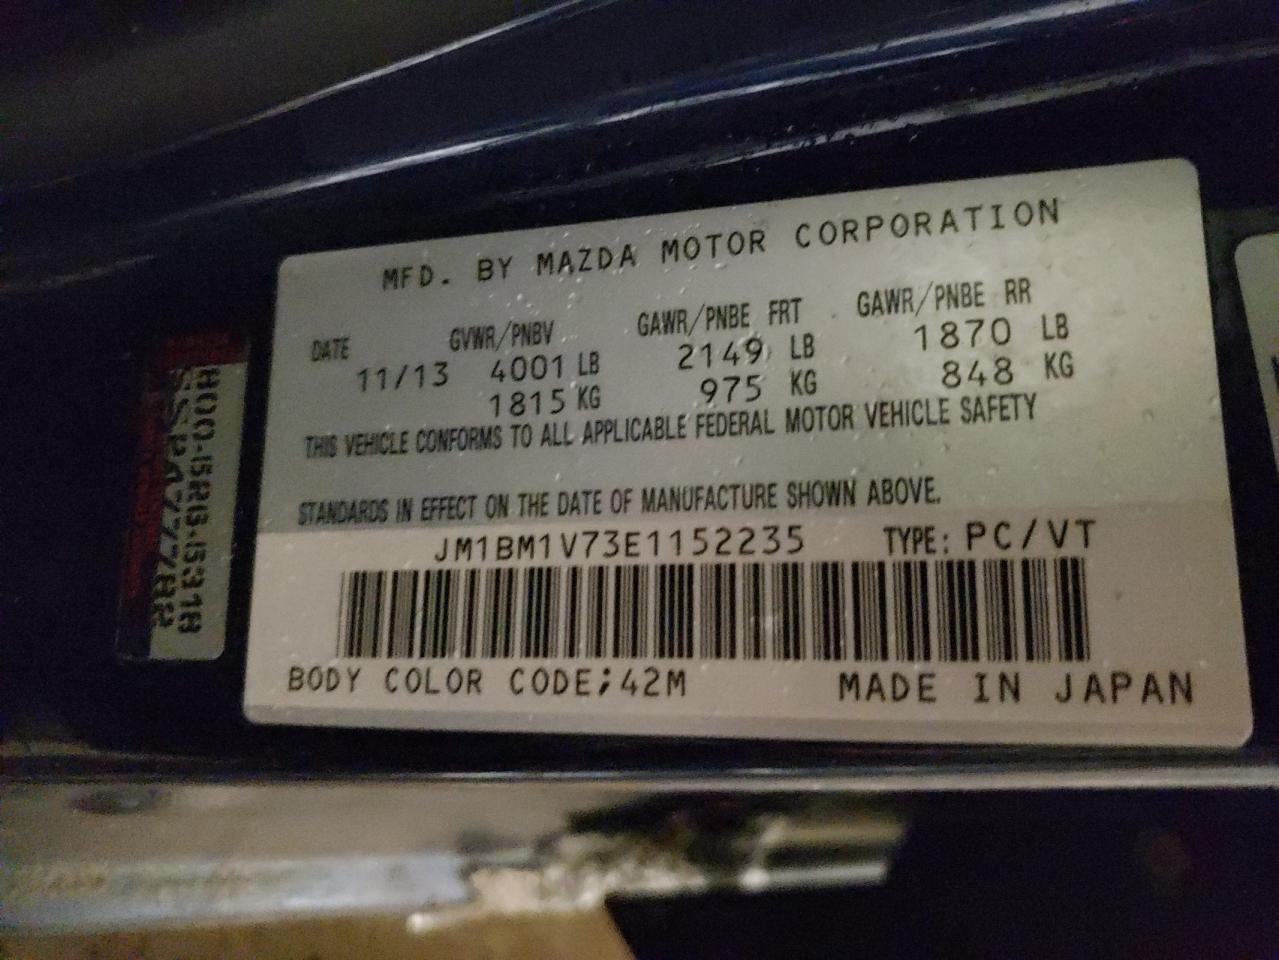 MFD. BY MAZDA MOTOR CORPORATION
DATE GVWR/PNBV GAWR/PNBE FRT GAWR/PNBE RR
11/13 4001 LB 2149 LB 1870 LB
1815 KG 975 KG 848 KG
THIS VEHICLE CONFORMS TO ALL APPLICABLE FEDERAL MOTOR VEHICLE SAFETY
STANDARDS IN EFFECT ON THE DATE OF MANUFACTURE SHOWN ABOVE.
JM1BM1V73E1152235 TYPE: PC/VT
BODY COLOR CODE;42M MADE IN JAPAN